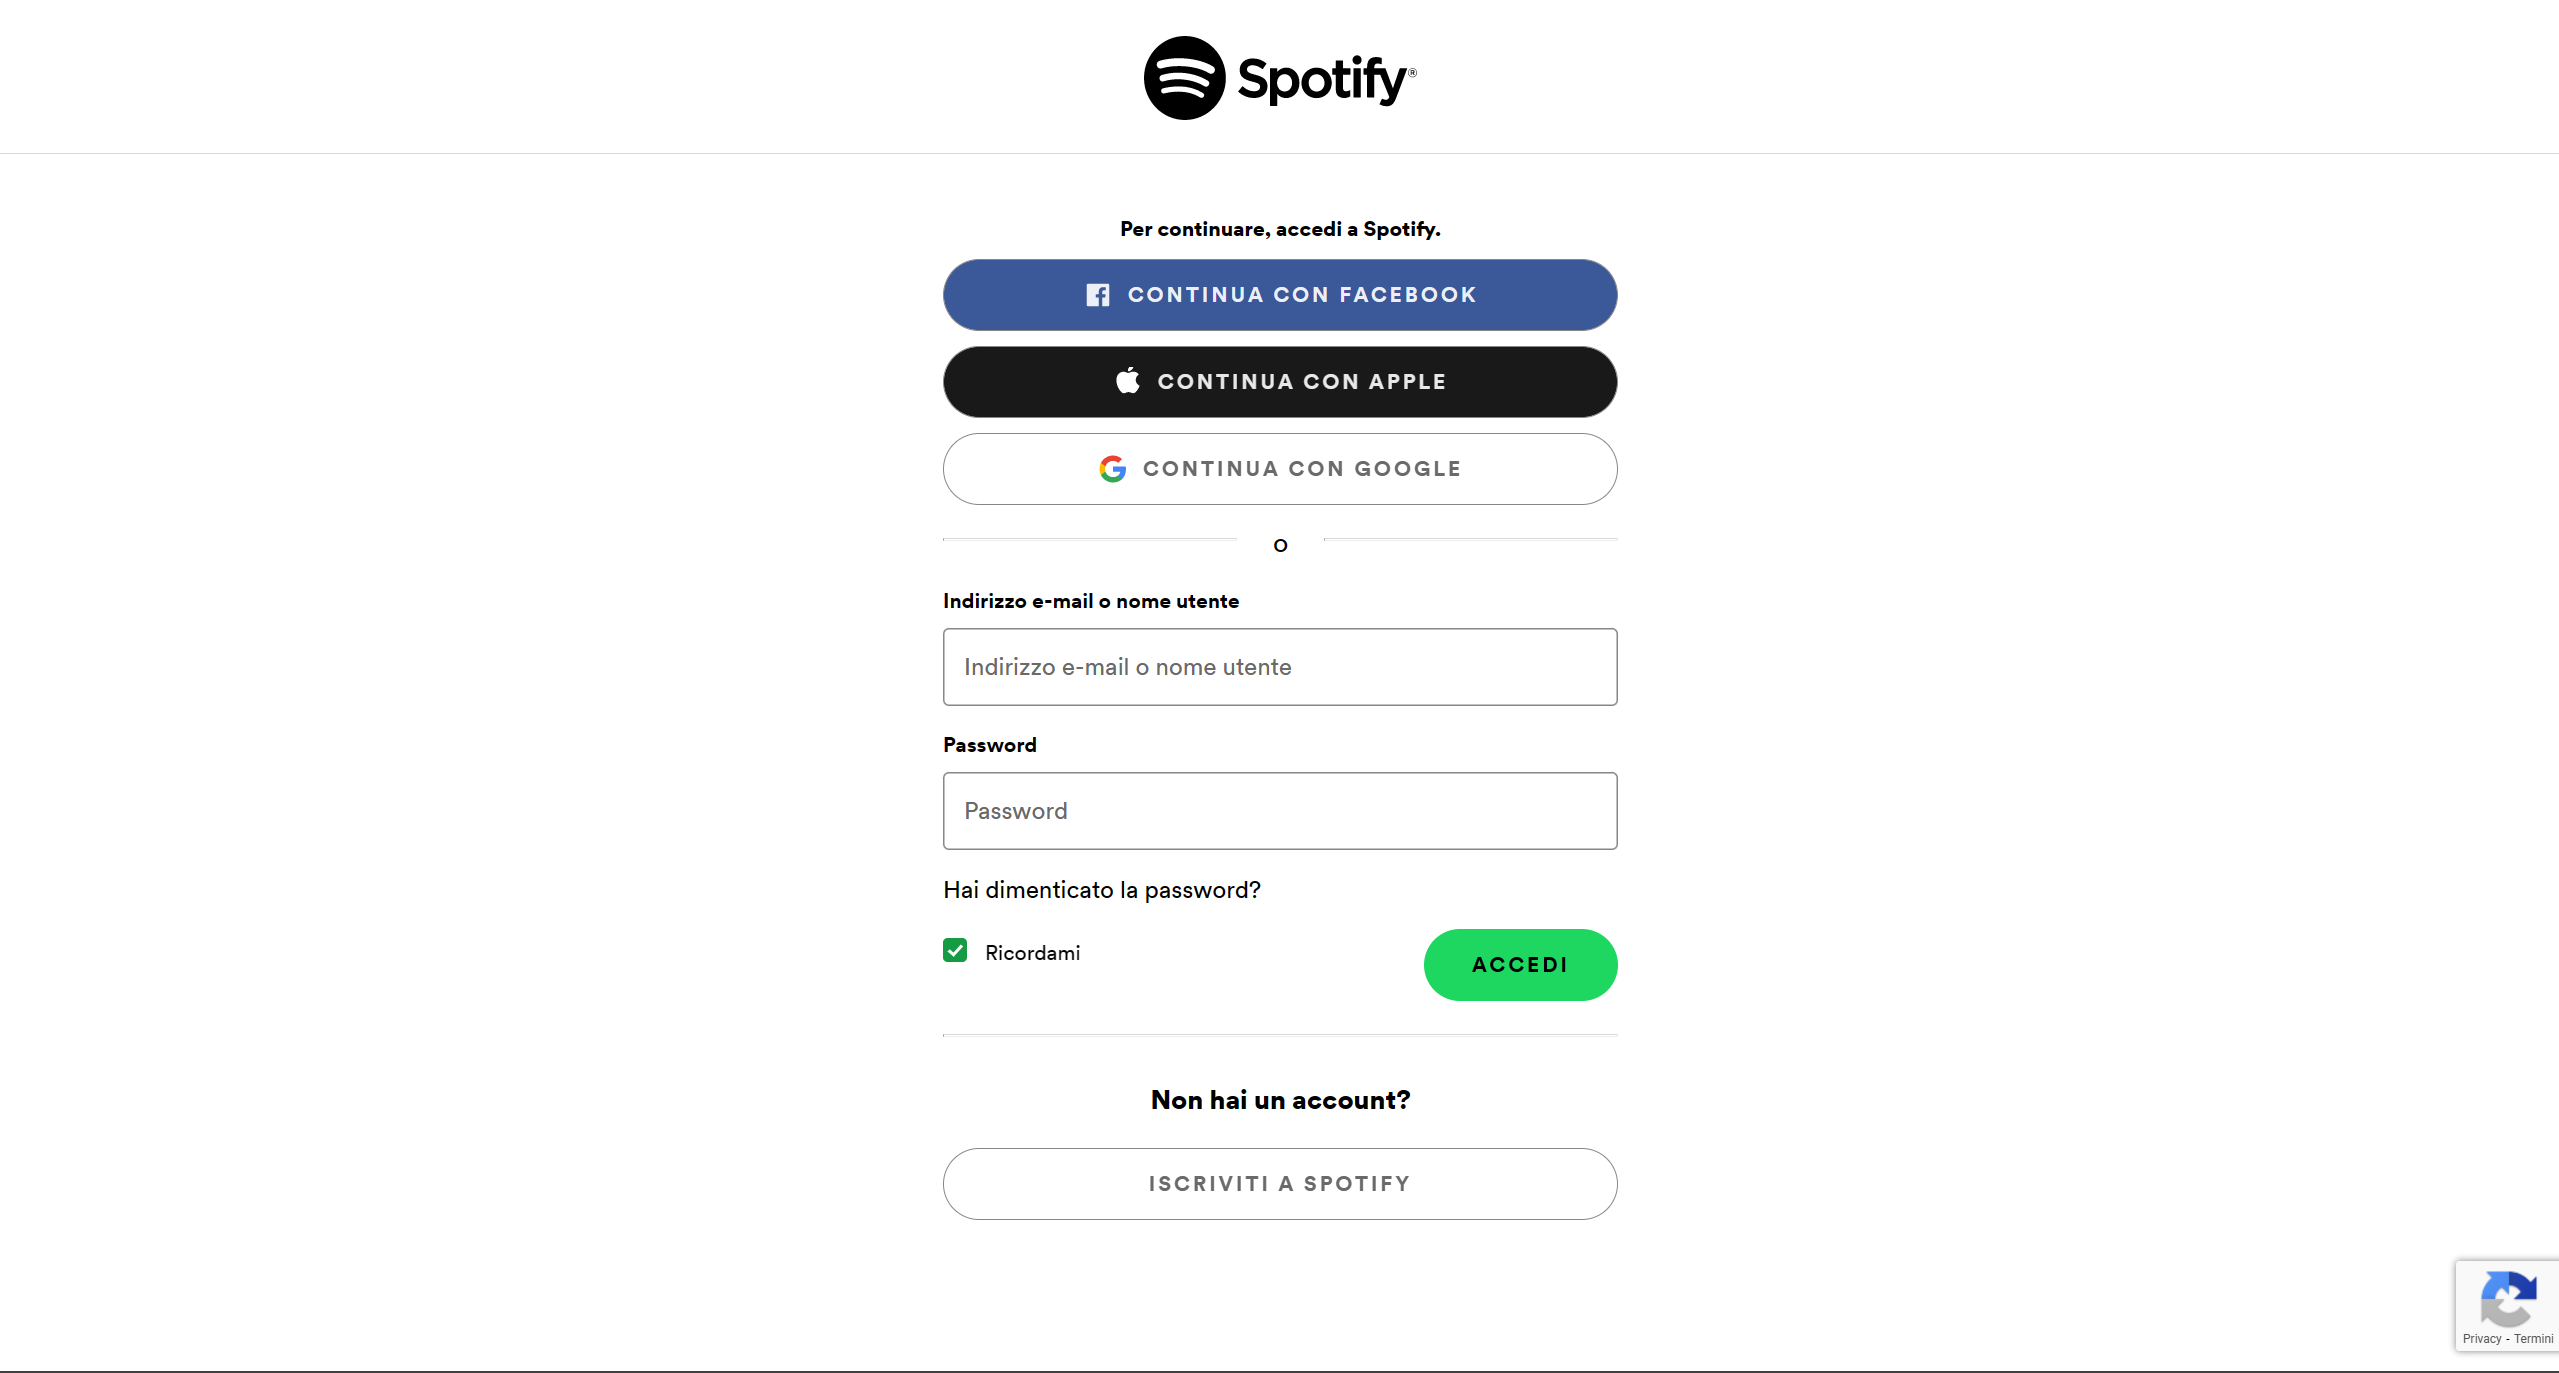 Spotify®
Per continuare, accedi a Spotify.
CONTINUA CON FACEBOOK
CONTINUA CON APPLE
CONTINUA CON GOOGLE
O
Indirizzo e-mail o nome utente
Indirizzo e-mail o nome utente
Password
Password
Hai dimenticato la password?
Ricordami
ACCEDI
Non hai un account?
ISCRIVITI A SPOTIFY
Privacy - Termini